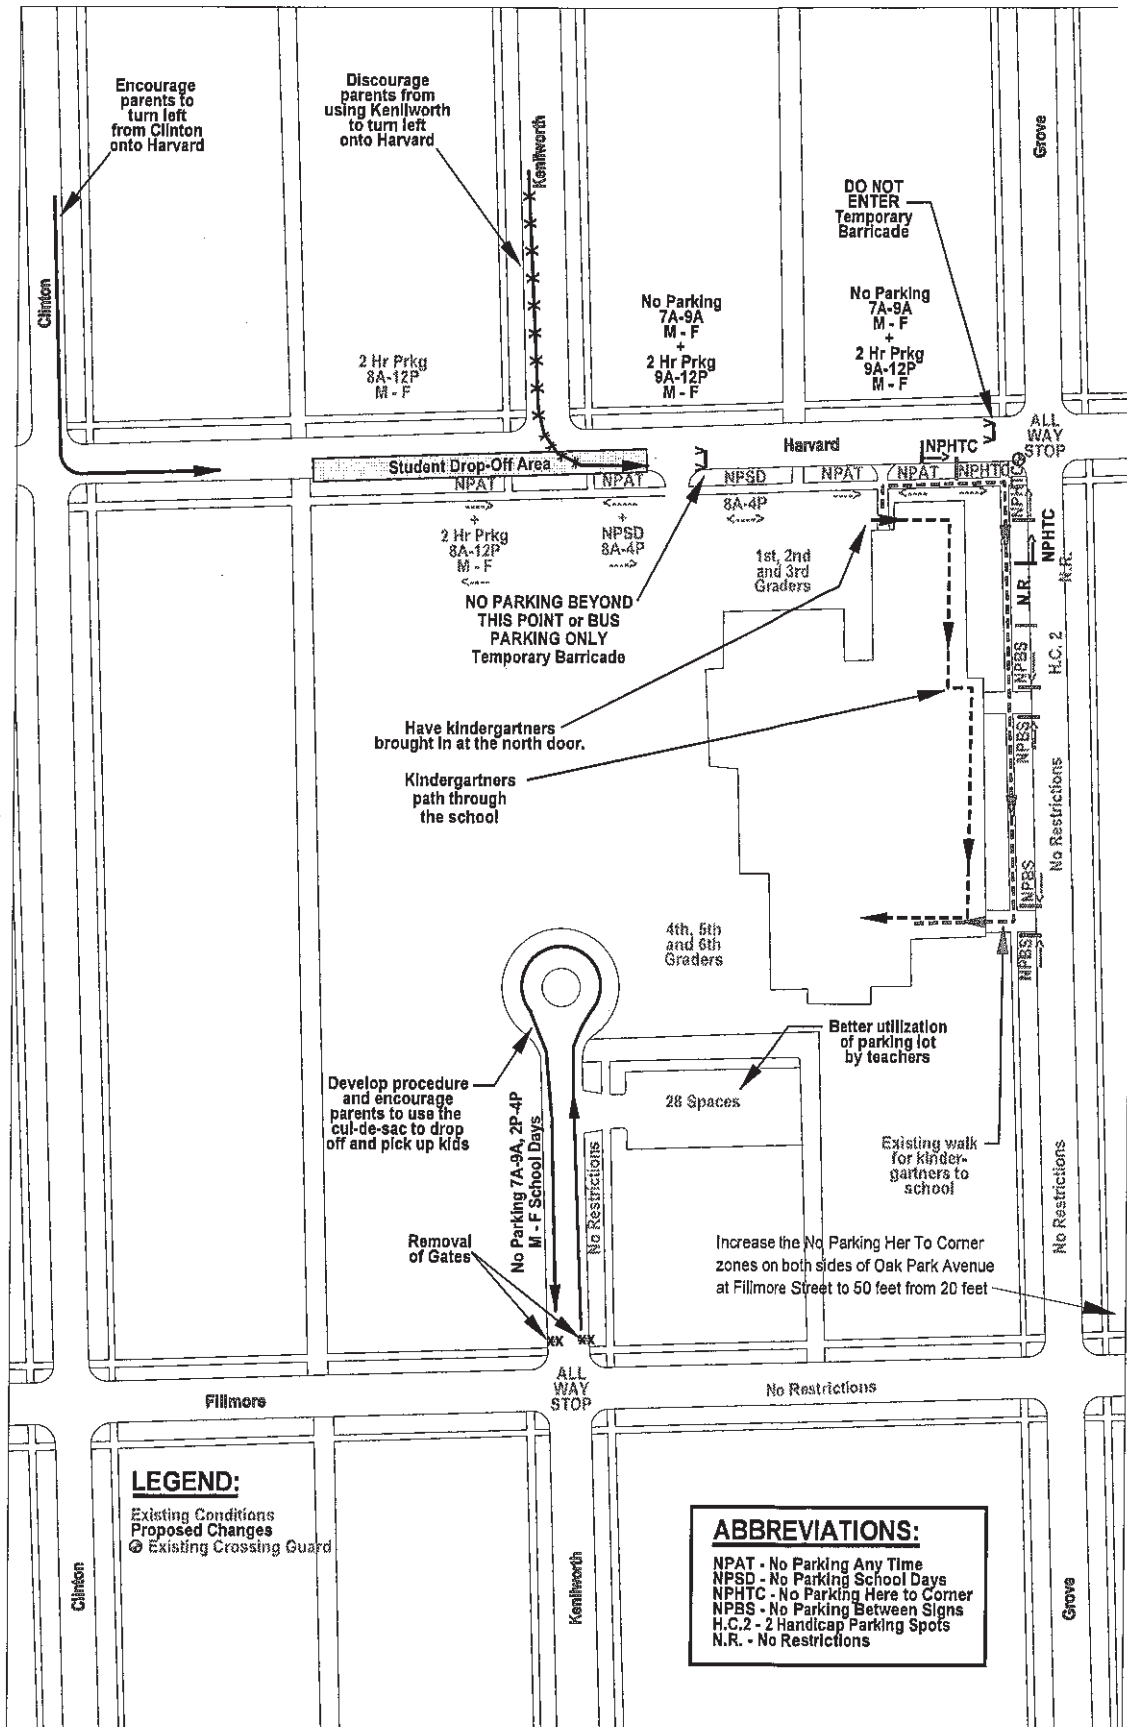 Encourage
parents to
turn left
from Clinton
onto Harvard
Discourage
parents from
using Kenilworth
to turn left
onto Harvard
Kenilworth
Grove
DO NOT
ENTER
Temporary
Barricade
Clinton
2 Hr Prkg
8A-12P
M - F
No Parking
7A-9A
M - F
+
2 Hr Prkg
9A-12P
M - F
No Parking
7A-9A
M - F
+
2 Hr Prkg
9A-12P
M - F
ALL
WAY
STOP
Harvard
NPHTC
Student Drop-Off Area
NPAT
NPAT
NPSD
NPAT
NPAT
NPHTC
NPHTC
+
2 Hr Prkg
8A-12P
M - F
+
NPSD
8A-4P
8A-4P
NPHTC
N.R.
N.R.
1st, 2nd
and 3rd
Graders
NO PARKING BEYOND
THIS POINT or BUS
PARKING ONLY
Temporary Barricade
NPBS
H.C. 2
Have kindergartners
brought in at the north door.
NPBS
Kindergartners
path through
the school
No Restrictions
NPBS
4th, 5th
and 6th
Graders
NPBS
Better utilization
of parking lot
by teachers
Develop procedure
and encourage
parents to use the
cul-de-sac to drop
off and pick up kids
28 Spaces
No Parking 7A-9A, 2P-4P
M - F School Days
No Restrictions
Existing walk
for kinder-
gartners to
school
No Restrictions
Removal
of Gates
Increase the No Parking Her To Corner
zones on both sides of Oak Park Avenue
at Fillmore Street to 50 feet from 20 feet
Fillmore
ALL
WAY
STOP
No Restrictions
LEGEND:
Existing Conditions
Proposed Changes
Existing Crossing Guard
Clinton
Kenilworth
Grove
ABBREVIATIONS:
NPAT - No Parking Any Time
NPSD - No Parking School Days
NPHTC - No Parking Here to Corner
NPBS - No Parking Between Signs
H.C.2 - 2 Handicap Parking Spots
N.R. - No Restrictions